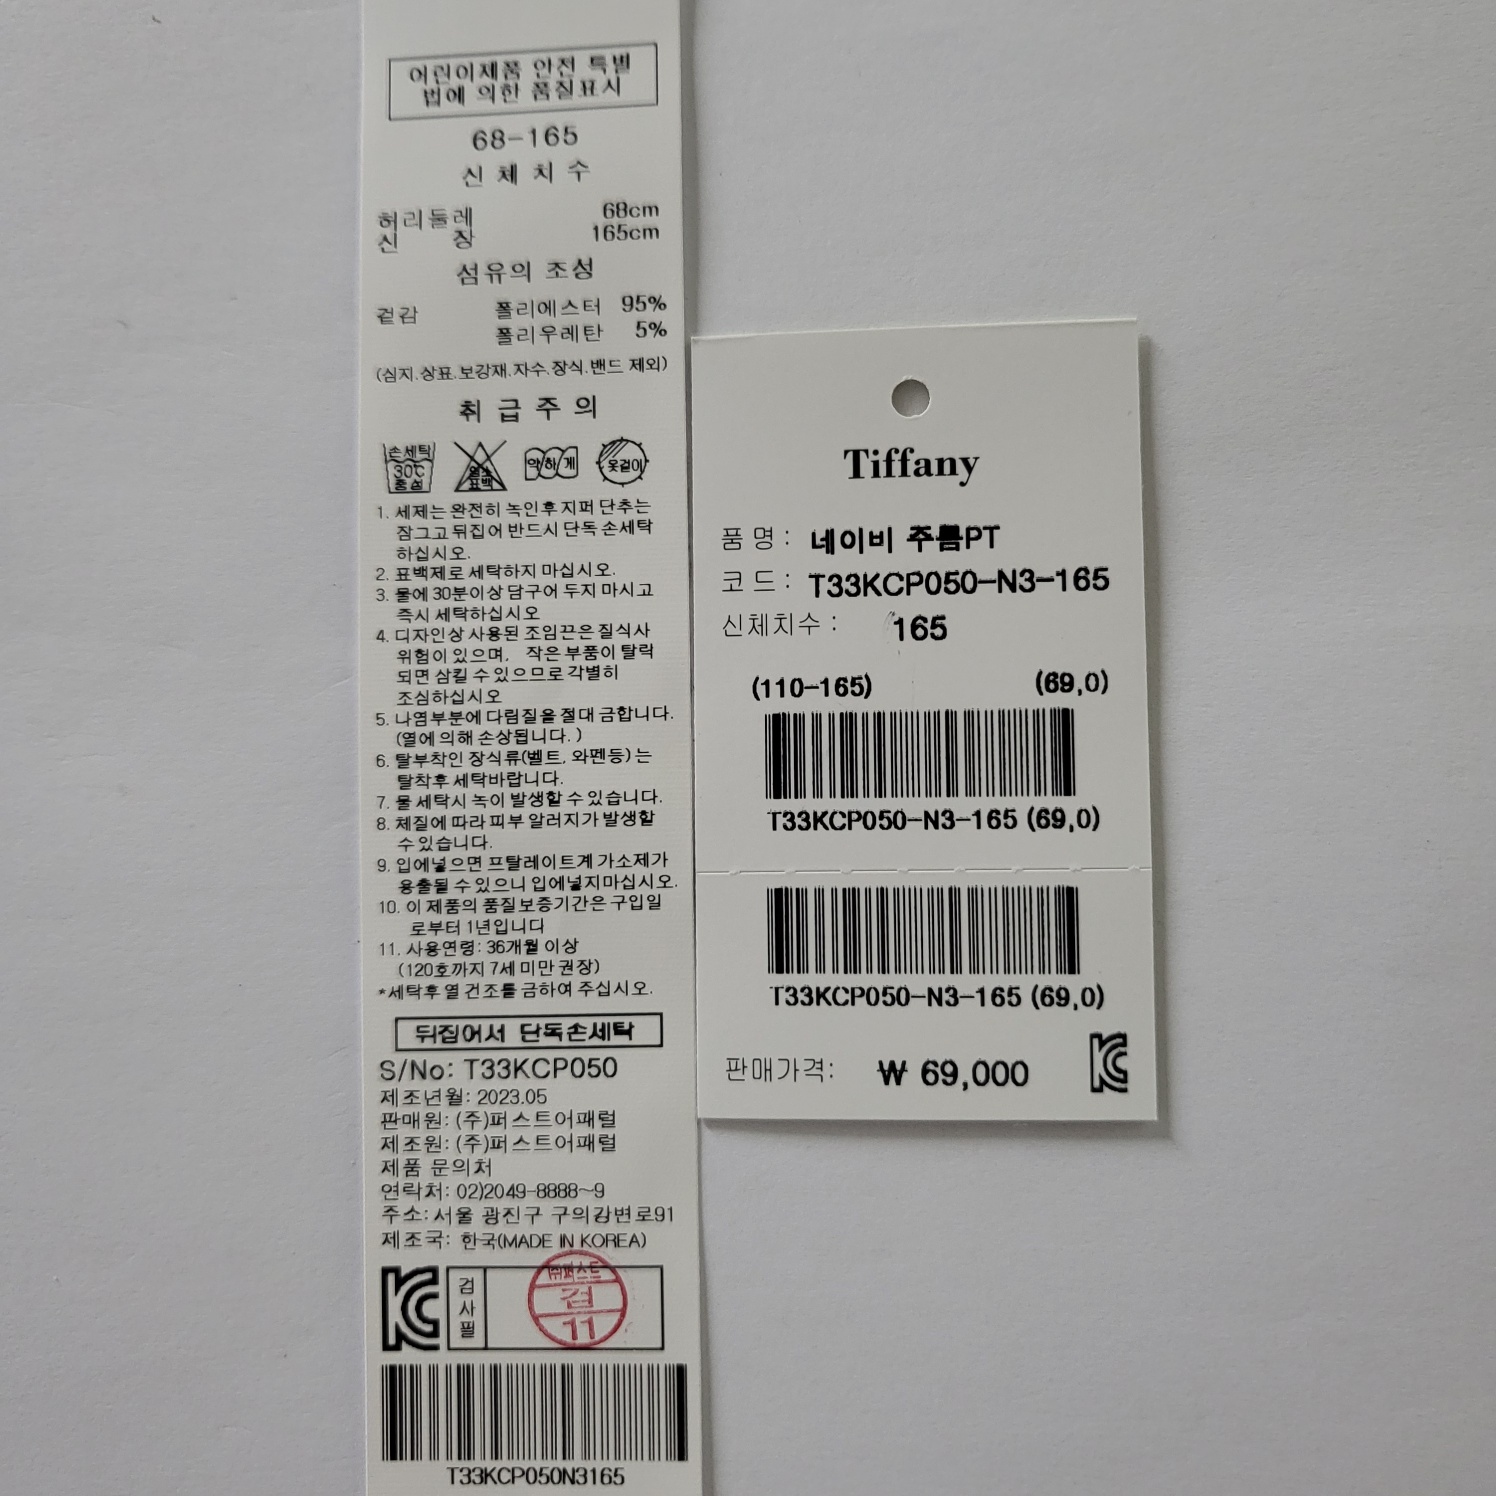 어린이제품 안전 특별
법에 의한 품질표시
68-165
신 체 치 수
허리둘레 68cm
신 장 165cm
섬유의 조성
겉감 폴리에스터 95%
폴리우레탄 5%
(심지.상표.보강재.자수.장식.밴드 제외)
취 급 주 의
손세탁
30℃
중성
염소
표백
약하게
옷걸이
1. 세제는 완전히 녹인후 지퍼 단추는
잠그고 뒤집어 반드시 단독 손세탁
하십시오.
2. 표백제로 세탁하지 마십시오.
3. 물에 30분이상 담구어 두지 마시고
즉시 세탁하십시오
4. 디자인상 사용된 조임끈은 질식사
위험이 있으며, 작은 부품이 탈락
되면 삼킬 수 있으므로 각별히
조심하십시오
5. 나염부분에 다림질을 절대 금합니다.
(열에 의해 손상됩니다.)
6. 탈부착인 장식류(벨트, 와펜등)는
탈착후 세탁바랍니다.
7. 물 세탁시 녹이 발생할 수 있습니다.
8. 체질에 따라 피부 알러지가 발생할
수 있습니다.
9. 입에넣으면 프탈레이트계 가소제가
용출될 수 있으니 입에넣지마십시오.
10. 이 제품의 품질보증기간은 구입일
로부터 1년입니다
11. 사용연령: 36개월 이상
(120호까지 7세 미만 권장)
*세탁후 열 건조를 금하여 주십시오.
뒤집어서 단독손세탁
S/No: T33KCP050
제조년월: 2023.05
판매원: (주)퍼스트어패럴
제조원: (주)퍼스트어패럴
제품 문의처
연락처: 02)2049-8888~9
주소: 서울 광진구 구의강변로91
제조국: 한국(MADE IN KOREA)
KC
검
사
필
㈜퍼스트
검
11
T33KCP050N3165
Tiffany
품 명 : 네이비 주름PT
코 드 : T33KCP050-N3-165
신체치수 : 165
(110-165) (69,0)
T33KCP050-N3-165 (69,0)
T33KCP050-N3-165 (69,0)
판매가격: ₩ 69,000
KC